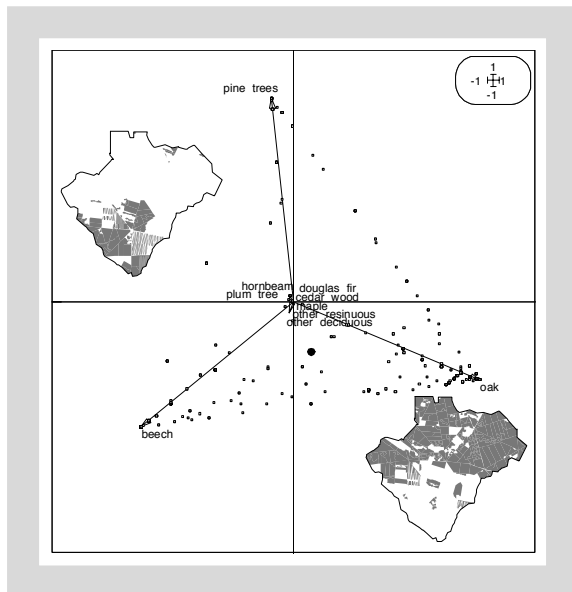 1
-1 1
-1
pine trees
hornbeam douglas fir
plum tree cedar wood
maple
other resinuous
other deciduous
oak
beech